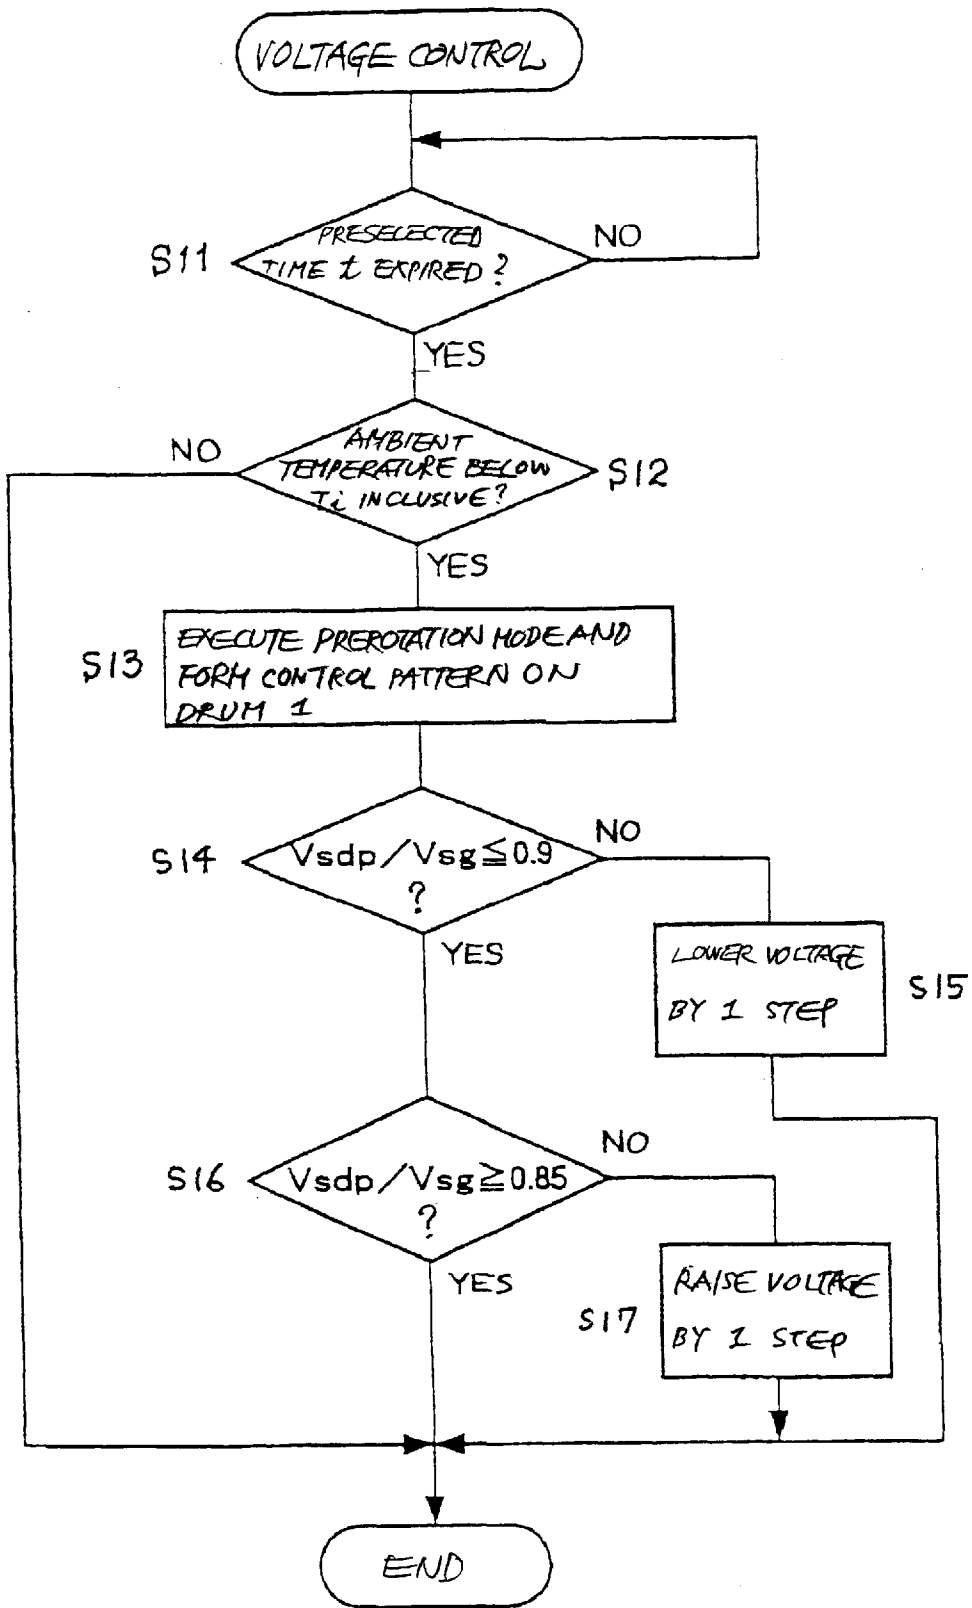 VOLTAGE CONTROL
S11
PRESELECTED
TIME t EXPIRED?
NO
YES
NO
AMBIENT
TEMPERATURE BELOW
Ti INCLUSIVE?
S12
YES
S13
EXECUTE PREROTATION MODE AND
FORM CONTROL PATTERN ON
DRUM 1
S14
Vsdp/Vsg≦0.9
?
NO
YES
LOWER VOLTAGE
BY 1 STEP
S15
S16
Vsdp/Vsg≧0.85
?
NO
YES
S17
RAISE VOLTAGE
BY 1 STEP
END